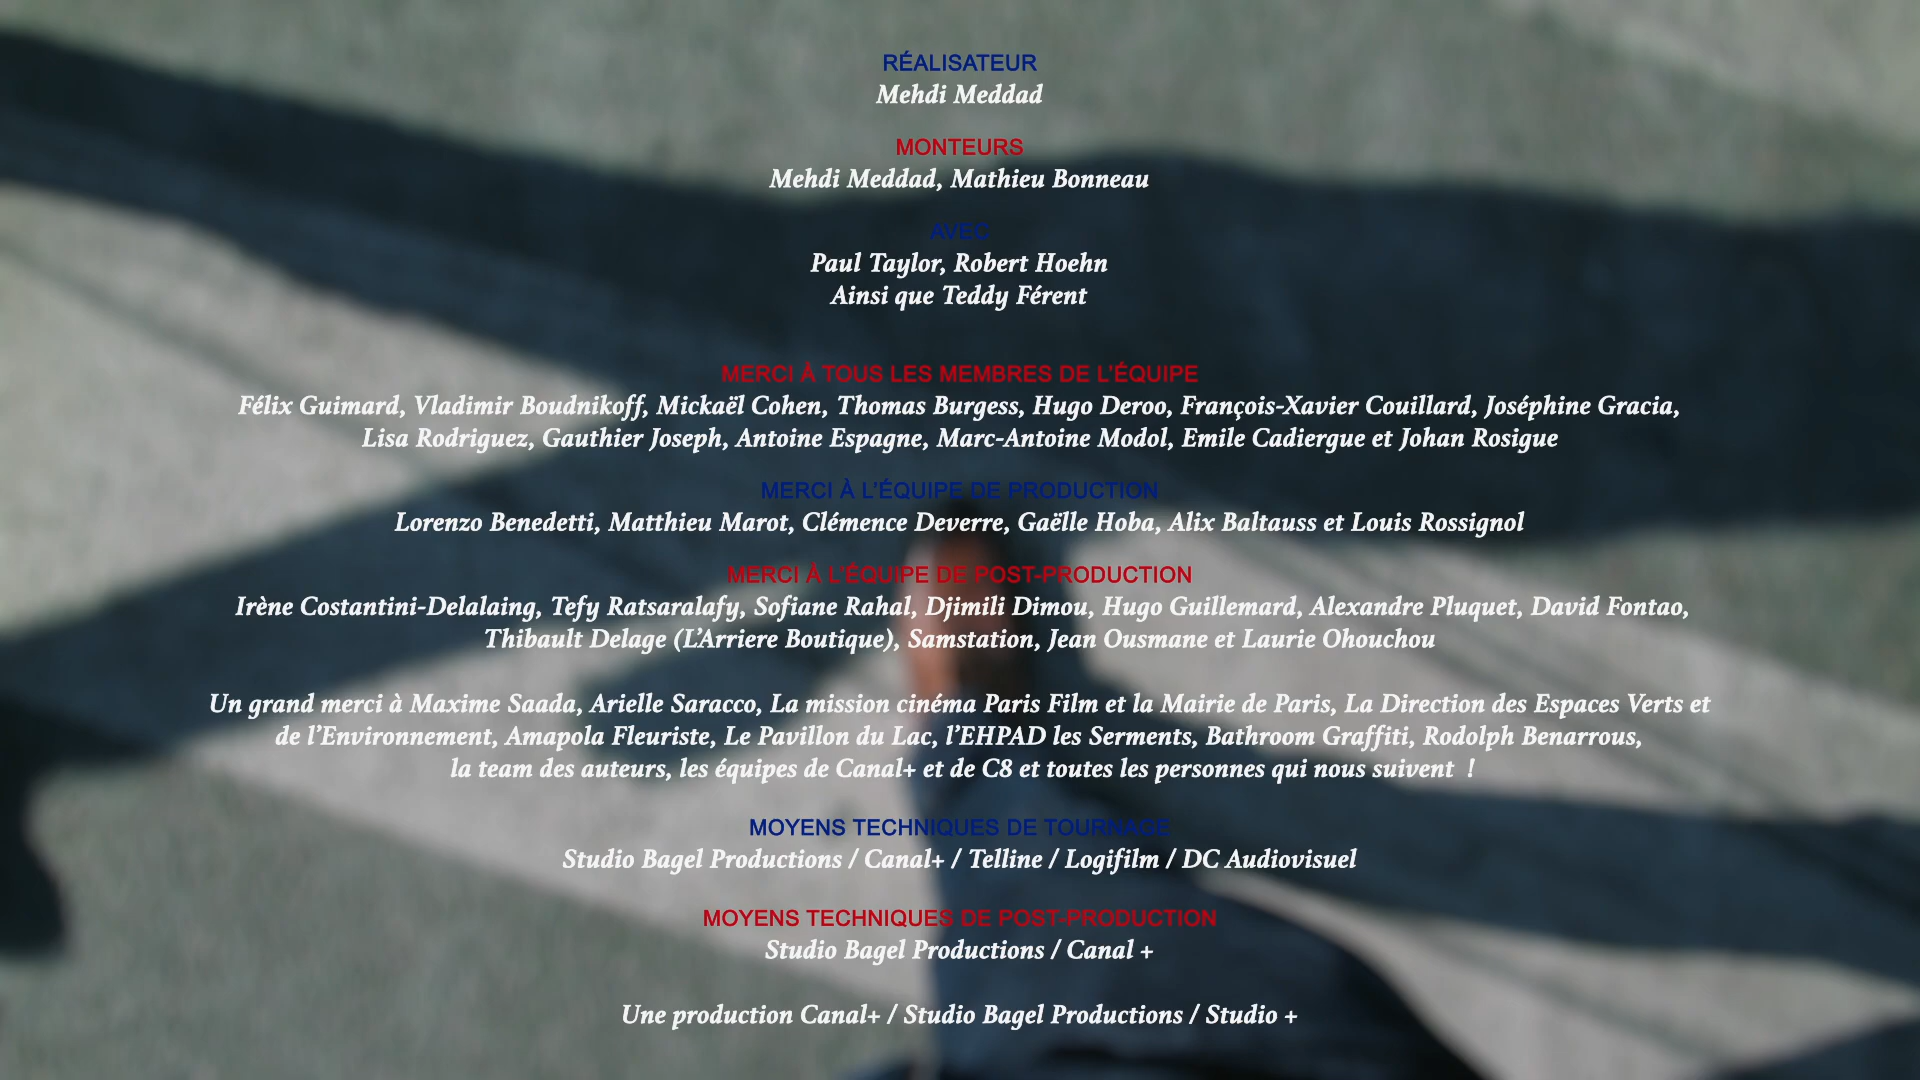 RÉALISATEUR
Mehdi Meddad
MONTEURS
Mehdi Meddad, Mathieu Bonneau
AVEC
Paul Taylor, Robert Hoehn
Ainsi que Teddy Férent
MERCI À TOUS LES MEMBRES DE L'ÉQUIPE
Félix Guimard, Vladimir Boudnikoff, Mickaël Cohen, Thomas Burgess, Hugo Deroo, François-Xavier Couillard, Joséphine Gracia,
Lisa Rodriguez, Gauthier Joseph, Antoine Espagne, Marc-Antoine Modol, Emile Cadiergue et Johan Rosigue
MERCI À L'ÉQUIPE DE PRODUCTION
Lorenzo Benedetti, Matthieu Marot, Clémence Deverre, Gaëlle Hoba, Alix Baltauss et Louis Rossignol
MERCI À L'ÉQUIPE DE POST-PRODUCTION
Irène Costantini-Delalaing, Tefy Ratsaralafy, Sofiane Rahal, Djimili Dimou, Hugo Guillemard, Alexandre Pluquet, David Fontao,
Thibault Delage (L'Arriere Boutique), Samstation, Jean Ousmane et Laurie Ohouchou
Un grand merci à Maxime Saada, Arielle Saracco, La mission cinéma Paris Film et la Mairie de Paris, La Direction des Espaces Verts et
de l'Environnement, Amapola Fleuriste, Le Pavillon du Lac, l'EHPAD les Serments, Bathroom Graffiti, Rodolph Benarrous,
la team des auteurs, les équipes de Canal+ et de C8 et toutes les personnes qui nous suivent !
MOYENS TECHNIQUES DE TOURNAGE
Studio Bagel Productions / Canal+ / Telline / Logifilm / DC Audiovisuel
MOYENS TECHNIQUES DE POST-PRODUCTION
Studio Bagel Productions / Canal +
Une production Canal+ / Studio Bagel Productions / Studio +